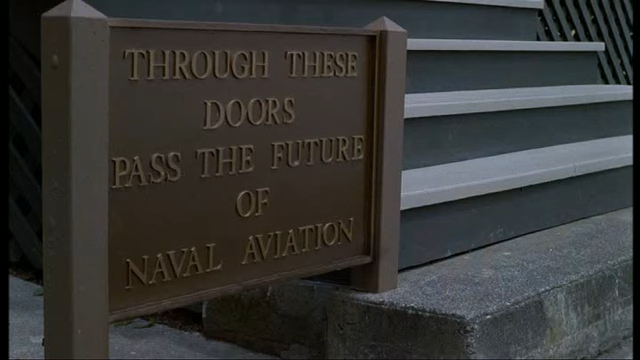 THROUGH THESE
DOORS
PASS THE FUTURE
OF
NAVAL AVIATION